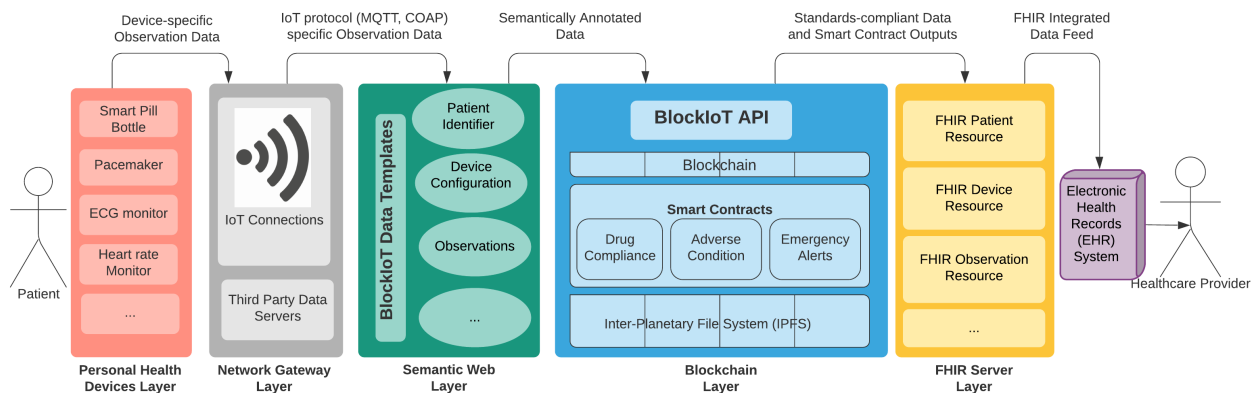 Device-specific
Observation Data
IoT protocol (MQTT, COAP)
specific Observation Data
Semantically Annotated
Data
Standards-compliant Data
and Smart Contract Outputs
FHIR Integrated
Data Feed
Patient
Smart Pill
Bottle
Pacemaker
ECG monitor
Heart rate
Monitor
...
Personal Health
Devices Layer
IoT Connections
Third Party Data
Servers
Network Gateway
Layer
BlockIoT Data Templates
Patient
Identifier
Device
Configuration
Observations
...
Semantic Web
Layer
BlockIoT API
Blockchain
Smart Contracts
Drug
Compliance
Adverse
Condition
Emergency
Alerts
Inter-Planetary File System (IPFS)
Blockchain
Layer
FHIR Patient
Resource
FHIR Device
Resource
FHIR Observation
Resource
...
FHIR Server
Layer
Electronic
Health
Records
(EHR)
System
Healthcare Provider